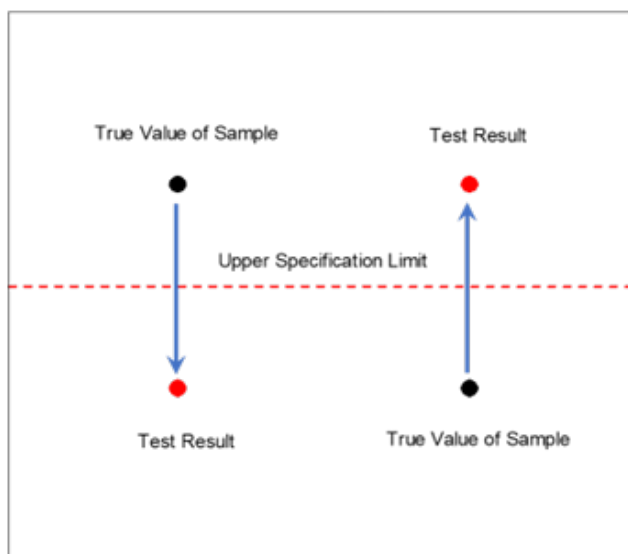 True Value of Sample
Test Result
Upper Specification Limit
Test Result
True Value of Sample